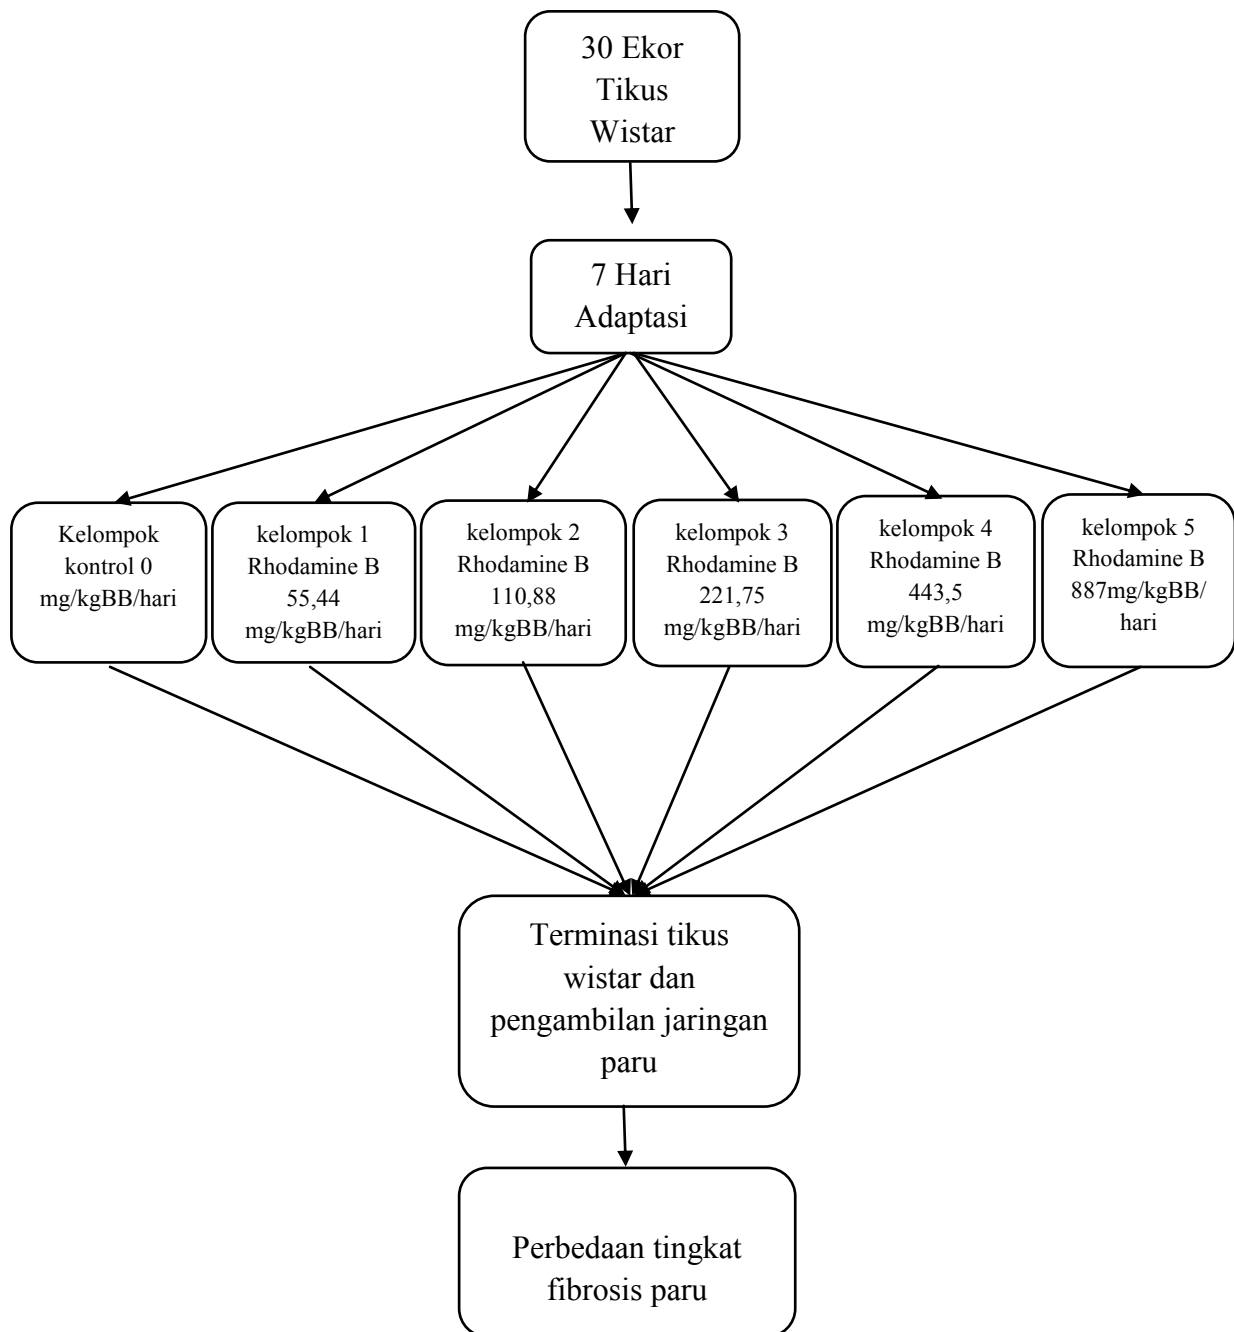 30 Ekor
Tikus
Wistar
7 Hari
Adaptasi
Kelompok
kontrol 0
mg/kgBB/hari
kelompok 1
Rhodamine B
55,44
mg/kgBB/hari
kelompok 2
Rhodamine B
110,88
mg/kgBB/hari
kelompok 3
Rhodamine B
221,75
mg/kgBB/hari
kelompok 4
Rhodamine B
443,5
mg/kgBB/hari
kelompok 5
Rhodamine B
887mg/kgBB/
hari
Terminasi tikus
wistar dan
pengambilan jaringan
paru
Perbedaan tingkat
fibrosis paru